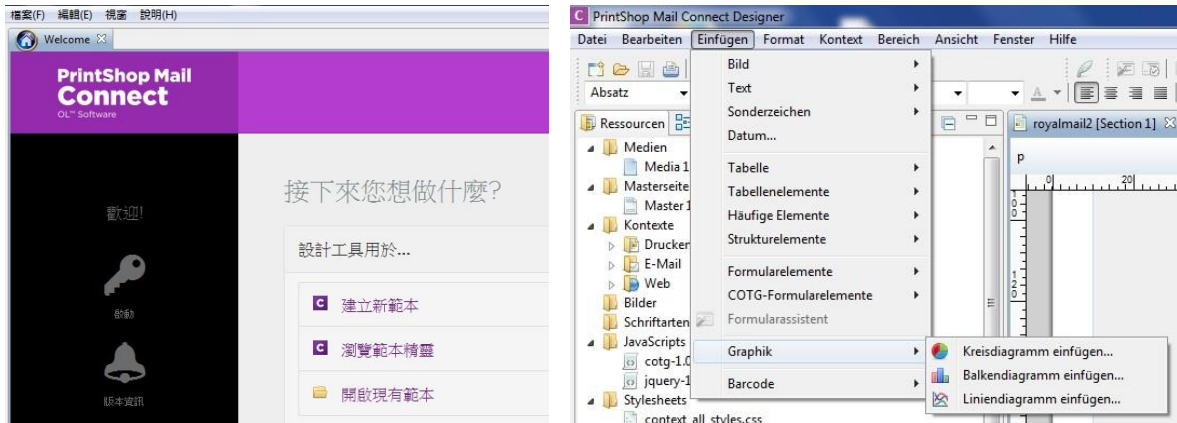 檔案(F) 編輯(E) 視窗 說明(H)
Welcome
PrintShop Mail
Connect
OL™ Software
歡迎!
啟動
版本資訊
接下來您想做什麼?
設計工具用於...
C 建立新範本
C 瀏覽範本精靈
開啟現有範本
C PrintShop Mail Connect Designer
Datei Bearbeiten Einfügen Format Kontext Bereich Ansicht Fenster Hilfe
Absatz
Ressourcen
Medien
Media 1
Masterseite
Master 1
Kontexte
Drucken
E-Mail
Web
Bilder
Schriftarten
JavaScripts
cotg-1.0
jquery-1
Stylesheets
context_all_styles.css
Bild
Text
Sonderzeichen
Datum...
Tabelle
Tabellenelemente
Häufige Elemente
Strukturelemente
Formularelemente
COTG-Formularelemente
Formularassistent
Graphik
Barcode
Kreisdiagramm einfügen...
Balkendiagramm einfügen...
Liniendiagramm einfügen...
royalmail2 [Section 1]
p
0 20